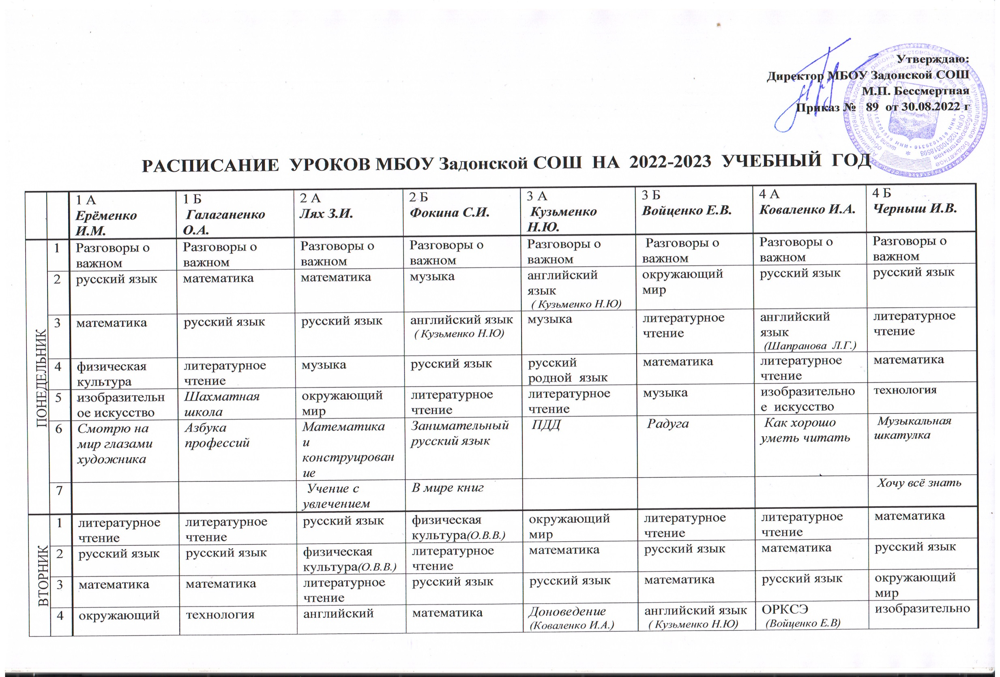 Утверждаю:
Директор МБОУ Задонской СОШ
М.П. Бессмертная
Приказ № 89 от 30.08.2022 г
РАСПИСАНИЕ УРОКОВ МБОУ Задонской СОШ НА 2022-2023 УЧЕБНЫЙ ГОД
1 А
Ерёменко
И.М.
1 Б
Галаганенко
О.А.
2 А
Лях З.И.
2 Б
Фокина С.И.
3 А
Кузьменко
Н.Ю.
3 Б
Войценко Е.В.
4 А
Коваленко И.А.
4 Б
Черныш И.В.
ПОНЕДЕЛЬНИК
1
Разговоры о
важном
Разговоры о
важном
Разговоры о
важном
Разговоры о
важном
Разговоры о
важном
Разговоры о
важном
Разговоры о
важном
Разговоры о
важном
2
русский язык
математика
математика
музыка
английский
язык
( Кузьменко Н.Ю)
окружающий
мир
русский язык
русский язык
3
математика
русский язык
русский язык
английский язык
( Кузьменко Н.Ю)
музыка
литературное
чтение
английский
язык
(Шапранова Л.Г.)
литературное
чтение
4
физическая
культура
литературное
чтение
музыка
русский язык
русский
родной язык
математика
литературное
чтение
математика
5
изобразительн
ое искусство
Шахматная
школа
окружающий
мир
литературное
чтение
литературное
чтение
музыка
изобразительно
е искусство
технология
6
Смотрю на
мир глазами
художника
Азбука
профессий
Математика
и
конструирован
ие
Занимательный
русский язык
ПДД
Радуга
Как хорошо
уметь читать
Музыкальная
шкатулка
7
Учение с
увлечением
В мире книг
Хочу всё знать
ВТОРНИК
1
литературное
чтение
литературное
чтение
русский язык
физическая
культура(О.В.В.)
окружающий
мир
литературное
чтение
литературное
чтение
математика
2
русский язык
русский язык
физическая
культура(О.В.В.)
литературное
чтение
математика
русский язык
математика
русский язык
3
математика
математика
литературное
чтение
русский язык
русский язык
математика
русский язык
окружающий
мир
4
окружающий
технология
английский
математика
Доноведение
(Коваленко И.А.)
английский язык
( Кузьменко Н.Ю)
ОРКСЭ
(Войценко Е.В)
изобразительно